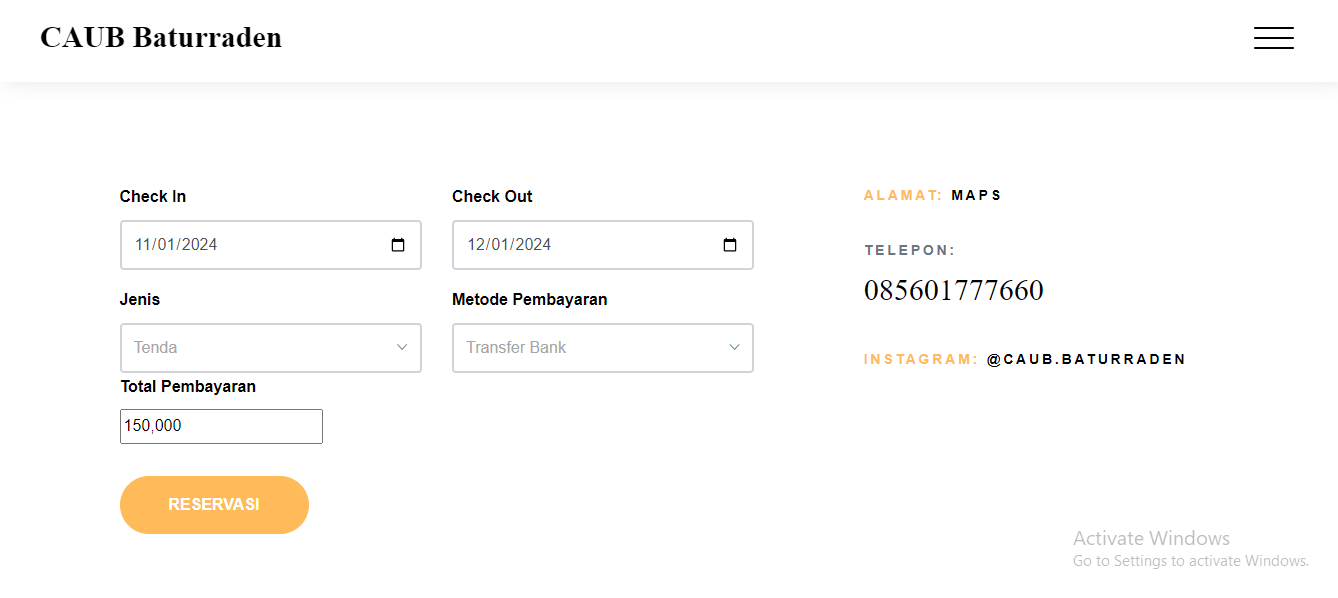 CAUB Baturraden
Check In
Check Out
11/01/2024
12/01/2024
Jenis
Metode Pembayaran
Tenda
Transfer Bank
Total Pembayaran
150,000
RESERVASI
ALAMAT: MAPS
TELEPON:
085601777660
INSTAGRAM: @CAUB.BATURRADEN
Activate Windows
Go to Settings to activate Windows.